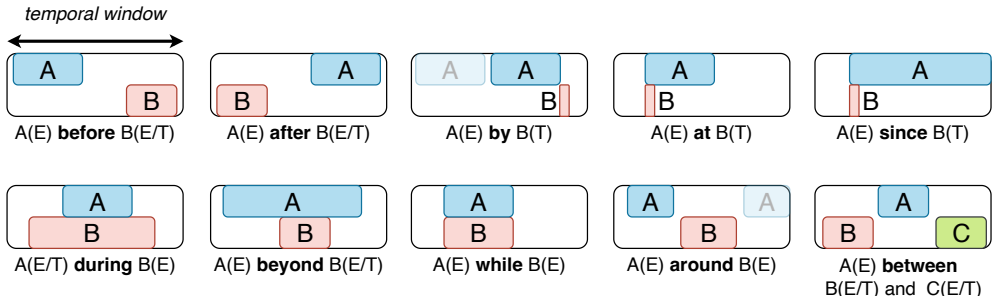 temporal window
A
B
A(E) before B(E/T)
A
B
A(E) after B(E/T)
A
A
B
A(E) by B(T)
A
B
A(E) at B(T)
A
B
A(E) since B(T)
A
B
A(E/T) during B(E)
A
B
A(E) beyond B(E/T)
A
B
A(E) while B(E)
A
A
B
A(E) around B(E)
A
B
C
A(E) between
B(E/T) and C(E/T)